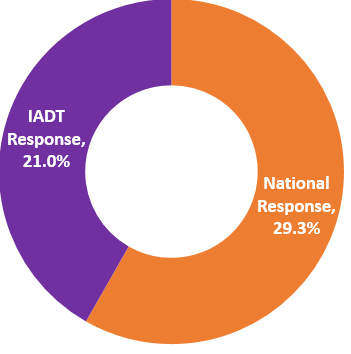 IADT
Response,
21.0%
National
Response,
29.3%